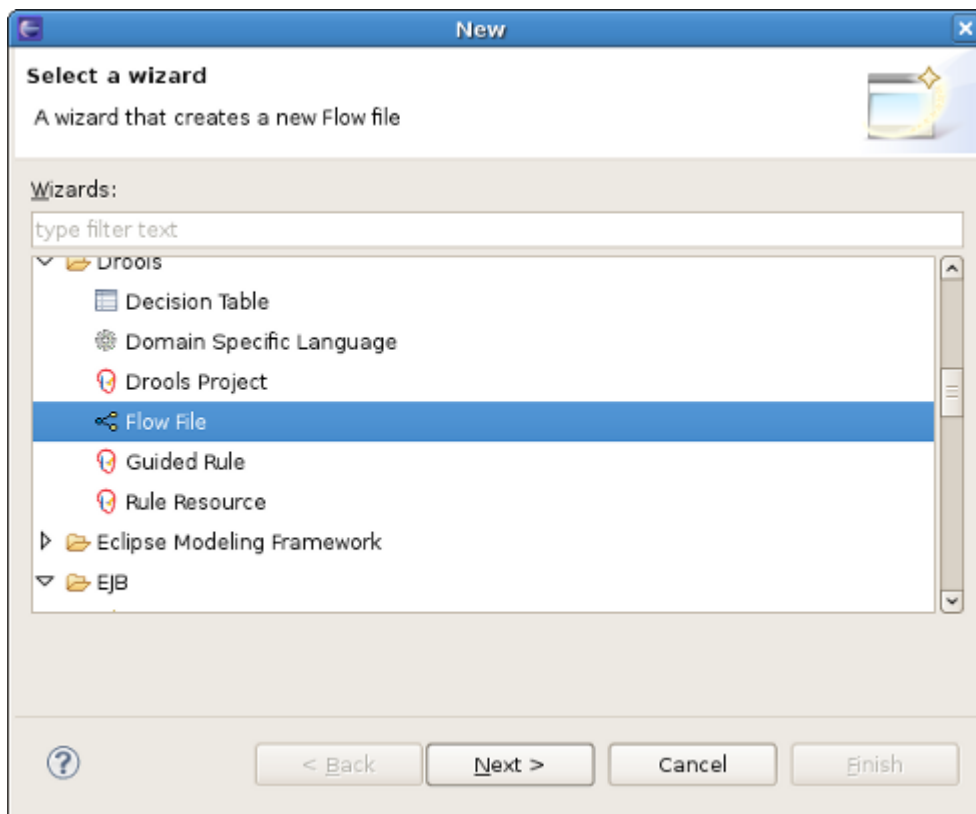 New
Select a wizard
A wizard that creates a new Flow file
Wizards:
type filter text
Drools
Decision Table
Domain Specific Language
Drools Project
Flow File
Guided Rule
Rule Resource
Eclipse Modeling Framework
EJB
< Back Next > Cancel Finish